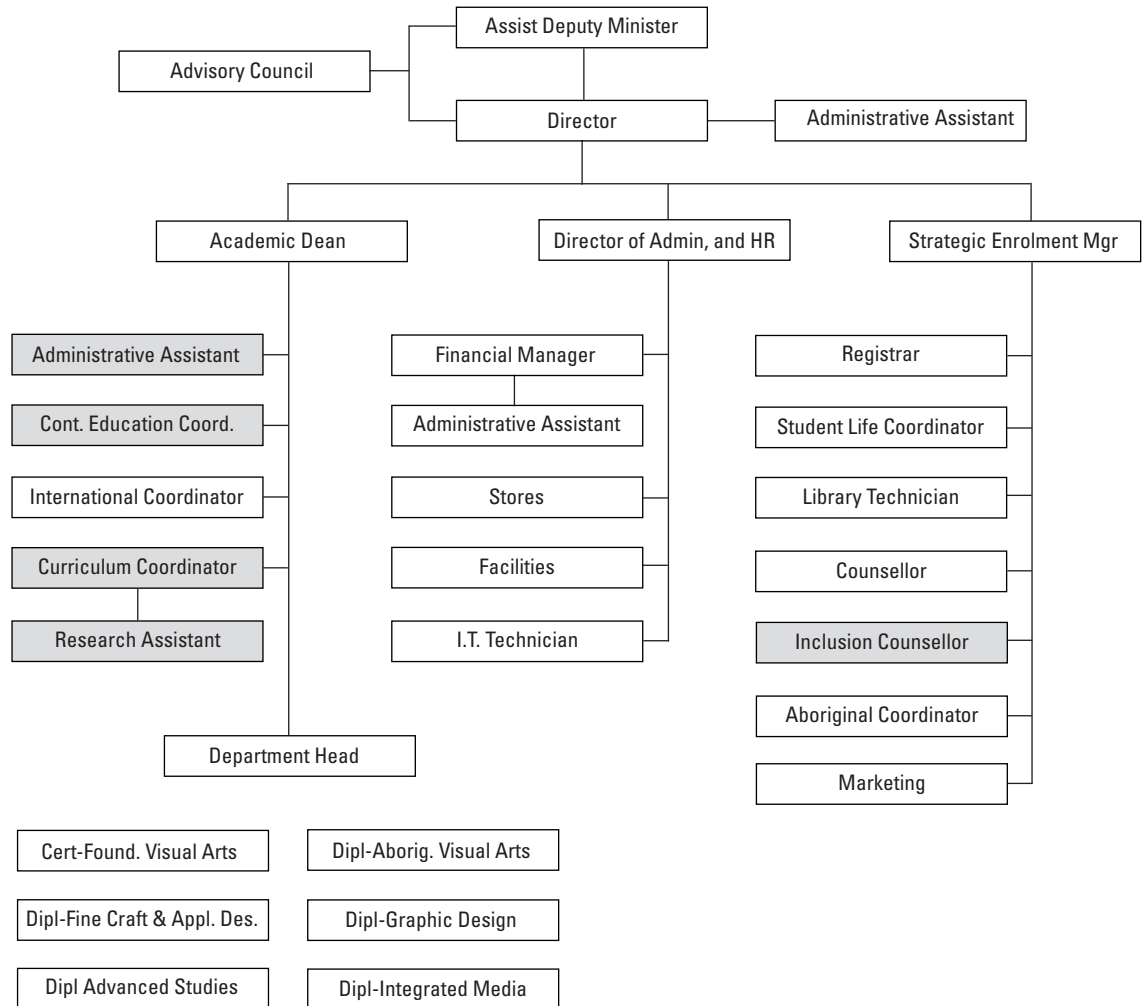 Assist Deputy Minister
Advisory Council
Director
Administrative Assistant
Academic Dean
Director of Admin, and HR
Strategic Enrolment Mgr
Administrative Assistant
Cont. Education Coord.
International Coordinator
Curriculum Coordinator
Research Assistant
Department Head
Financial Manager
Administrative Assistant
Stores
Facilities
I.T. Technician
Registrar
Student Life Coordinator
Library Technician
Counsellor
Inclusion Counsellor
Aboriginal Coordinator
Marketing
Cert-Found. Visual Arts
Dipl-Aborig. Visual Arts
Dipl-Fine Craft & Appl. Des.
Dipl-Graphic Design
Dipl Advanced Studies
Dipl-Integrated Media